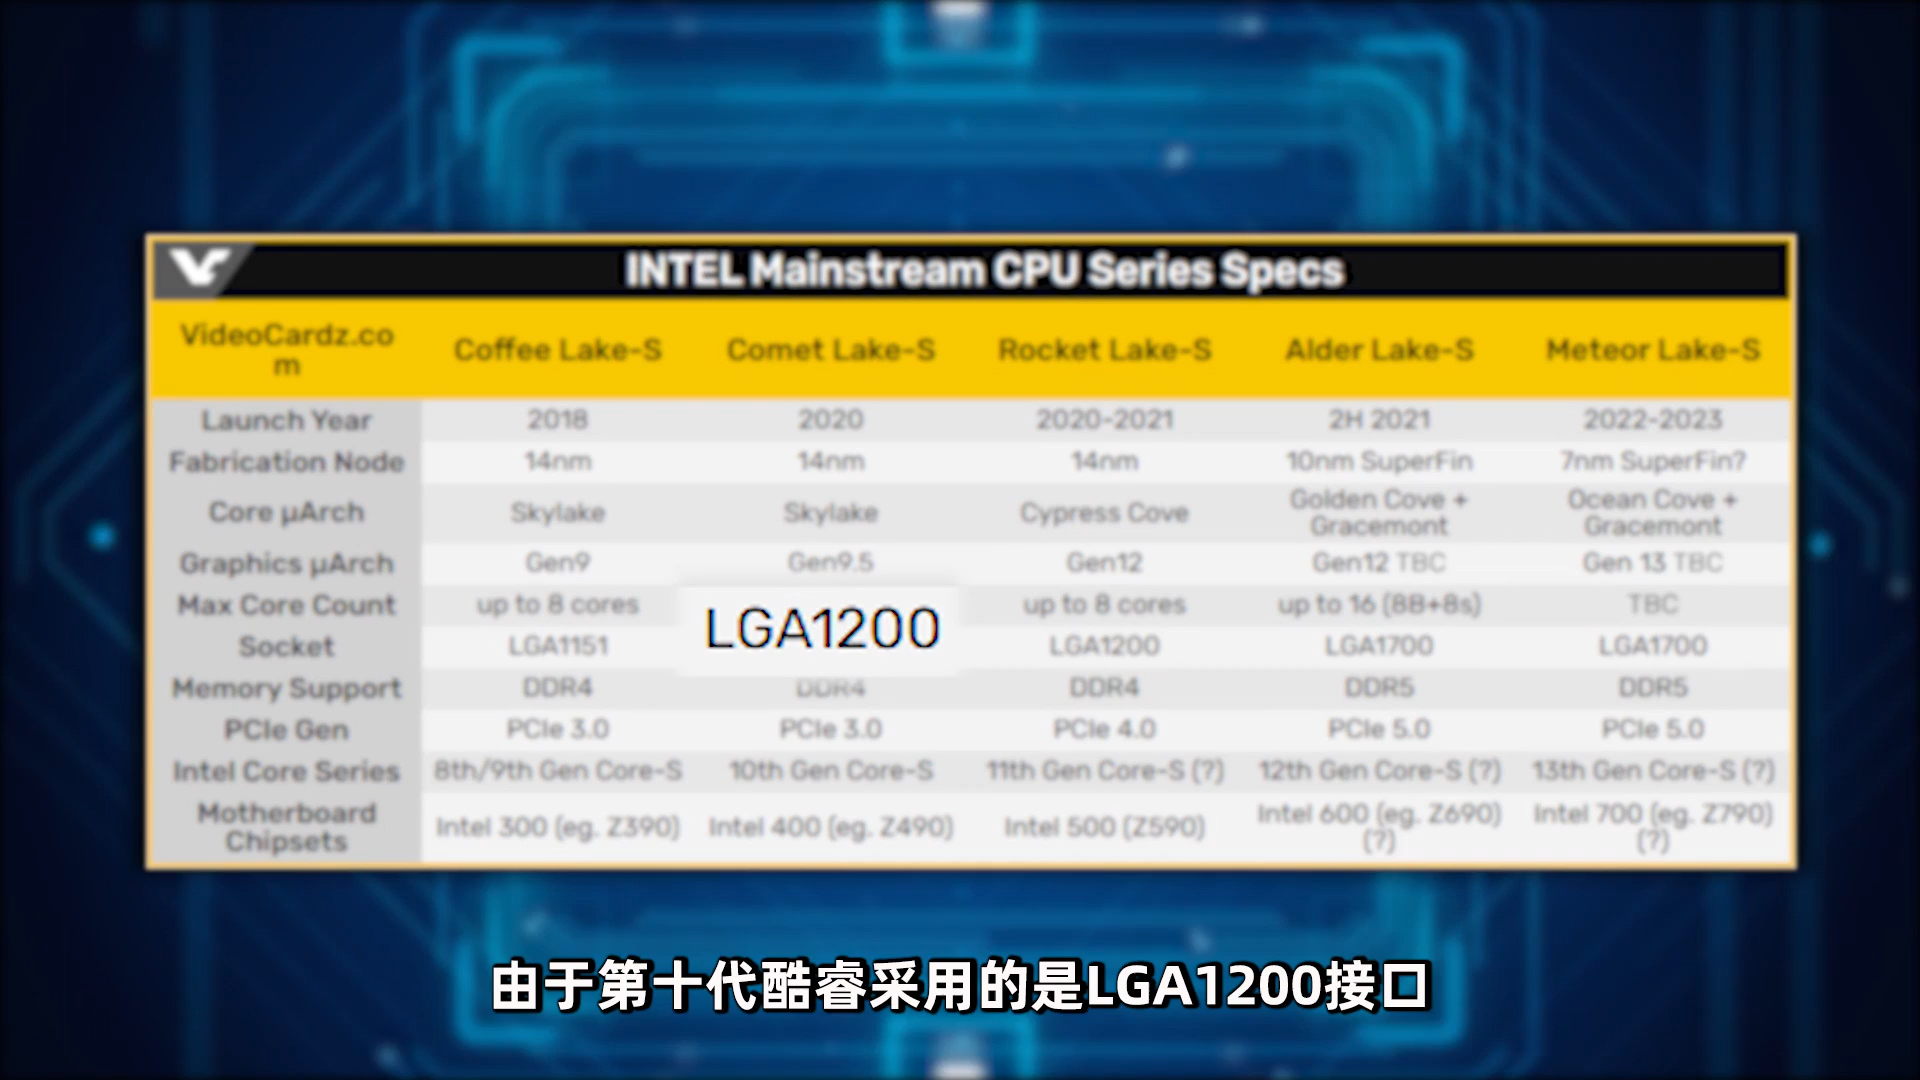 INTEL Mainstream CPU Series Specs
VideoCardz.co
m
Coffee Lake-S Comet Lake-S Rocket Lake-S Alder Lake-S Meteor Lake-S
Launch Year 2018 2020 2020-2021 2H 2021 2022-2023
Fabrication Node 14nm 14nm 14nm 10nm SuperFin 7nm SuperFin?
Core µArch Skylake Skylake Cypress Cove Golden Cove + Gracemont Ocean Cove + Gracemont
Graphics µArch Gen9 Gen9.5 Gen12 Gen12 TBC Gen 13 TBC
Max Core Count up to 8 cores up to 8 cores up to 16 (8B+8s) TBC
Socket LGA1151 LGA1200 LGA1200 LGA1700 LGA1700
Memory Support DDR4 DDR4 DDR4 DDR5 DDR5
PCIe Gen PCIe 3.0 PCIe 3.0 PCIe 4.0 PCIe 5.0 PCIe 5.0
Intel Core Series 8th/9th Gen Core-S 10th Gen Core-S 11th Gen Core-S (?) 12th Gen Core-S (?) 13th Gen Core-S (?)
Motherboard Chipsets Intel 300 (eg. Z390) Intel 400 (eg. Z490) Intel 500 (Z590) Intel 600 (eg. Z690) (?) Intel 700 (eg. Z790) (?)
由于第十代酷睿采用的是LGA1200接口